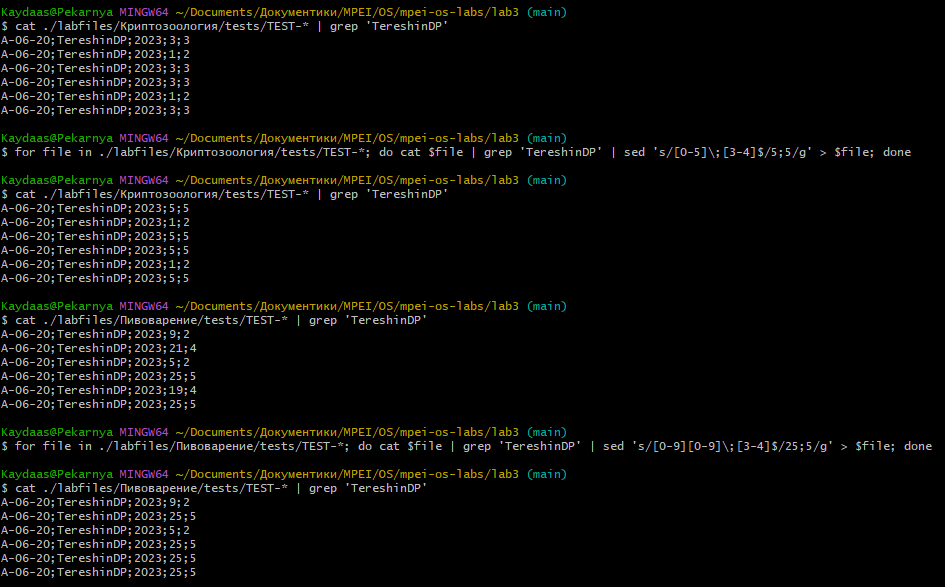 Kaydaas@Pekarnya MINGW64 ~/Documents/Документики/MPEI/OS/mpei-os-labs/lab3 (main)
$ cat ./labfiles/Криптозоология/tests/TEST-* | grep 'TereshinDP'
A-06-20;TereshinDP;2023;3;3
A-06-20;TereshinDP;2023;1;2
A-06-20;TereshinDP;2023;3;3
A-06-20;TereshinDP;2023;3;3
A-06-20;TereshinDP;2023;1;2
A-06-20;TereshinDP;2023;3;3
Kaydaas@Pekarnya MINGW64 ~/Documents/Документики/MPEI/OS/mpei-os-labs/lab3 (main)
$ for file in ./labfiles/Криптозоология/tests/TEST-*; do cat $file | grep 'TereshinDP' | sed 's/[0-5]\;[3-4]$/5;5/g' > $file; done
Kaydaas@Pekarnya MINGW64 ~/Documents/Документики/MPEI/OS/mpei-os-labs/lab3 (main)
$ cat ./labfiles/Криптозоология/tests/TEST-* | grep 'TereshinDP'
A-06-20;TereshinDP;2023;5;5
A-06-20;TereshinDP;2023;1;2
A-06-20;TereshinDP;2023;5;5
A-06-20;TereshinDP;2023;5;5
A-06-20;TereshinDP;2023;1;2
A-06-20;TereshinDP;2023;5;5
Kaydaas@Pekarnya MINGW64 ~/Documents/Документики/MPEI/OS/mpei-os-labs/lab3 (main)
$ cat ./labfiles/Пивоварение/tests/TEST-* | grep 'TereshinDP'
A-06-20;TereshinDP;2023;9;2
A-06-20;TereshinDP;2023;21;4
A-06-20;TereshinDP;2023;5;2
A-06-20;TereshinDP;2023;25;5
A-06-20;TereshinDP;2023;19;4
A-06-20;TereshinDP;2023;25;5
Kaydaas@Pekarnya MINGW64 ~/Documents/Документики/MPEI/OS/mpei-os-labs/lab3 (main)
$ for file in ./labfiles/Пивоварение/tests/TEST-*; do cat $file | grep 'TereshinDP' | sed 's/[0-9][0-9]\;[3-4]$/25;5/g' > $file; done
Kaydaas@Pekarnya MINGW64 ~/Documents/Документики/MPEI/OS/mpei-os-labs/lab3 (main)
$ cat ./labfiles/Пивоварение/tests/TEST-* | grep 'TereshinDP'
A-06-20;TereshinDP;2023;9;2
A-06-20;TereshinDP;2023;25;5
A-06-20;TereshinDP;2023;5;2
A-06-20;TereshinDP;2023;25;5
A-06-20;TereshinDP;2023;25;5
A-06-20;TereshinDP;2023;25;5